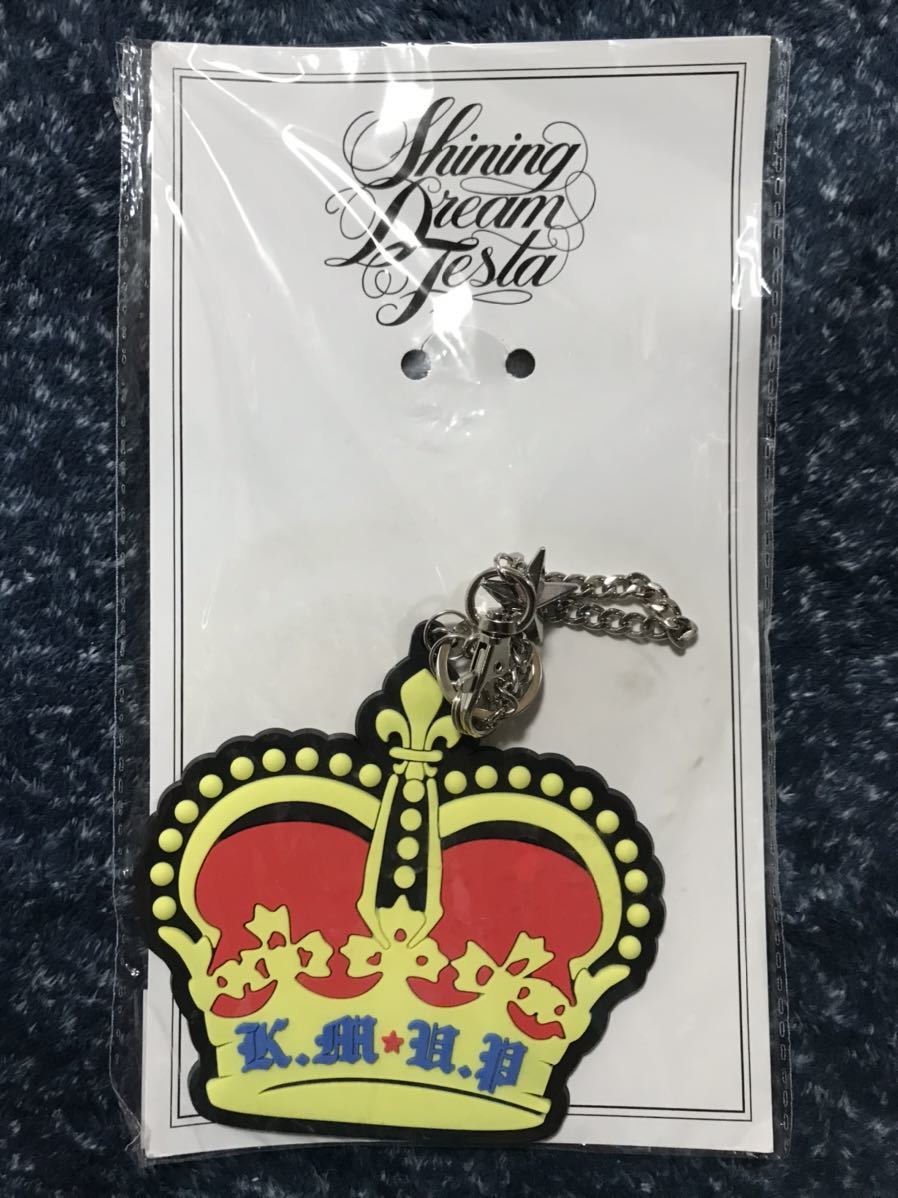 Shining
Dream
Festa
K.M★U.P